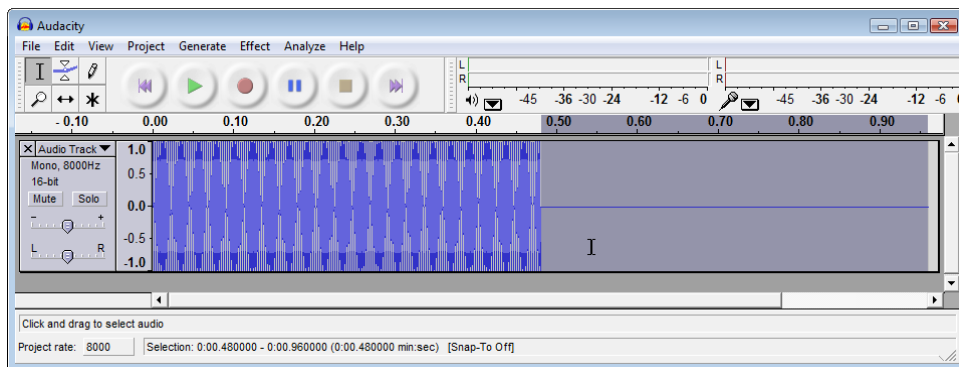 Audacity
File Edit View Project Generate Effect Analyze Help
L
R
-45 -36 -30 -24 -12 -6 0
L
R
-45 -36 -30 -24 -12 -6 0
- 0.10 0.00 0.10 0.20 0.30 0.40 0.50 0.60 0.70 0.80 0.90
Audio Track
Mono, 8000Hz
16-bit
Mute Solo
- +
L R
1.0
0.5
0.0
-0.5
-1.0
Click and drag to select audio
Project rate: 8000 Selection: 0:00.480000 - 0:00.960000 (0:00.480000 min:sec) [Snap-To Off]